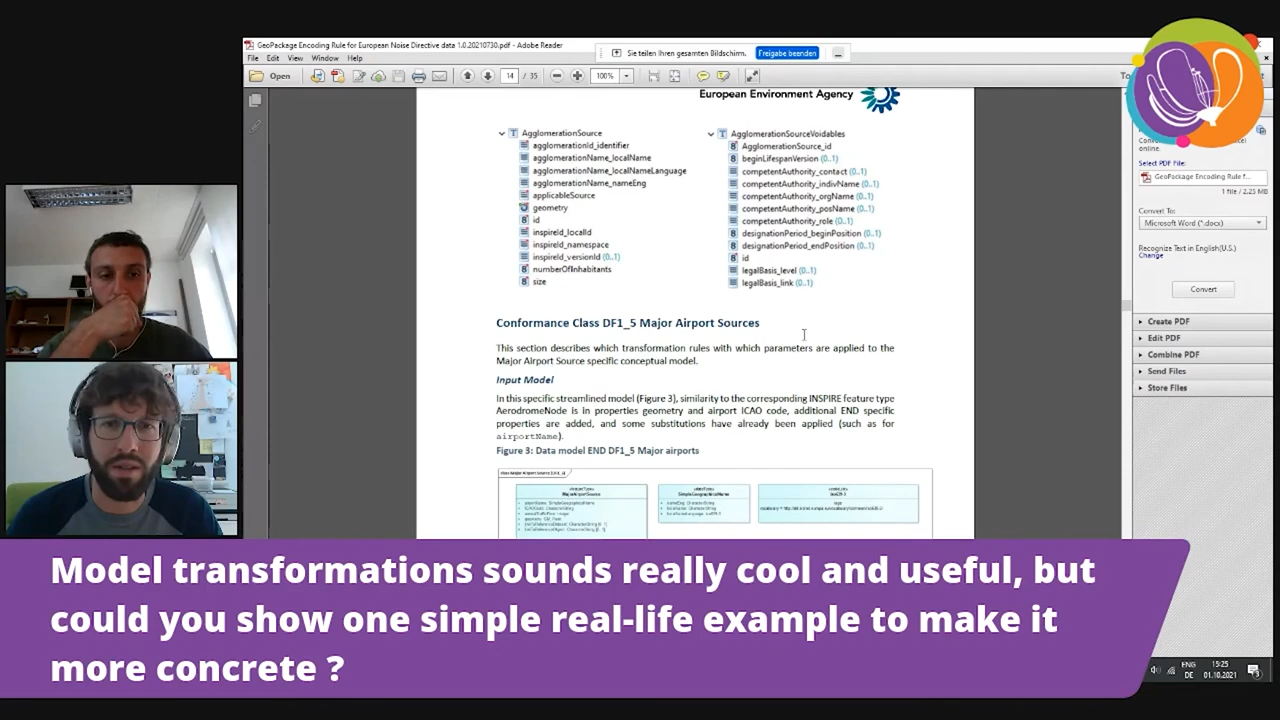 GeoPackage Encoding Rule for European Noise Directive data 1.0.20210730.pdf - Adobe Reader
Sie teilen Ihren gesamten Bildschirm.
Freigabe beenden
File Edit View Window Help
Open
14 / 35
100%
European Environment Agency
AgglomerationSource
agglomerationId_identifier
agglomerationName_localName
agglomerationName_localNameLanguage
agglomerationName_nameEng
applicableSource
geometry
id
inspireId_localId
inspireId_namespace
inspireId_versionId (0..1)
numberOfInhabitants
size
AgglomerationSourceVoidables
AgglomerationSource_id
beginLifespanVersion (0..1)
competentAuthority_contact (0..1)
competentAuthority_indivName (0..1)
competentAuthority_orgName (0..1)
competentAuthority_posName (0..1)
competentAuthority_role (0..1)
designationPeriod_beginPosition (0..1)
designationPeriod_endPosition (0..1)
id
legalBasis_level (0..1)
legalBasis_link (0..1)
Conformance Class DF1_5 Major Airport Sources
This section describes which transformation rules with which parameters are applied to the
Major Airport Source specific conceptual model.
Input Model
In this specific streamlined model (Figure 3), similarity to the corresponding INSPIRE feature type
AerodromeNode is in properties geometry and airport ICAO code, additional END specific
properties are added, and some substitutions have already been applied (such as for
airportName).
Figure 3: Data model END DF1_5 Major airports
MajorAirportSource
SimpleGeographicalName
online.
Select PDF File:
GeoPackage Encoding Rule f...
1 file / 2.25 MB
Convert To:
Microsoft Word (*.docx)
Recognize Text in English(U.S.)
Change
Convert
Create PDF
Edit PDF
Combine PDF
Send Files
Store Files
Model transformations sounds really cool and useful, but
could you show one simple real-life example to make it
more concrete ?
ENG
DE
15:25
01.10.2021